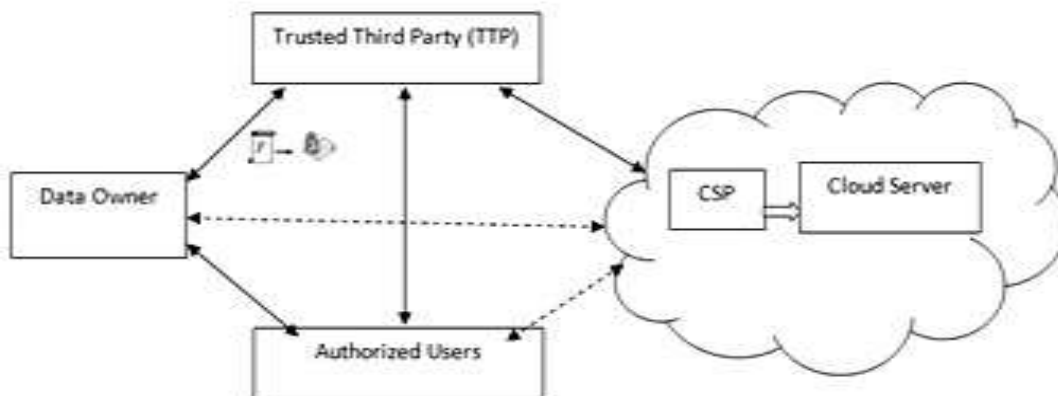 Trusted Third Party (TTP)
F
Data Owner
CSP
Cloud Server
Authorized Users